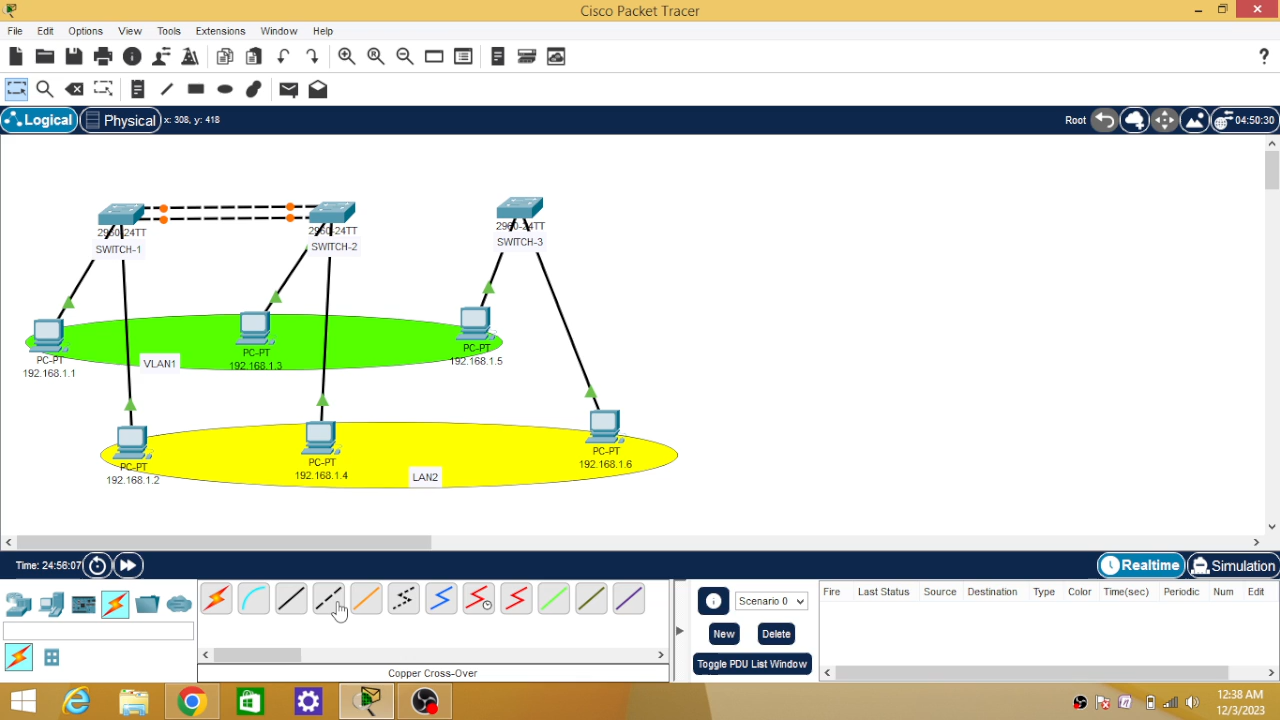 Cisco Packet Tracer
File Edit Options View Tools Extensions Window Help
?
Logical Physical x: 308, y: 418 Root 04:50:30
2960-24TT 2960-24TT 2960-24TT
SWITCH-1 SWITCH-2 SWITCH-3
PC-PT PC-PT PC-PT
192.168.1.1 192.168.1.3 192.168.1.5
VLAN1
PC-PT PC-PT PC-PT
192.168.1.2 192.168.1.4 192.168.1.6
LAN2
Time: 24:56:07 Realtime Simulation
Scenario 0 Fire Last Status Source Destination Type Color Time(sec) Periodic Num Edit
New Delete
Toggle PDU List Window
Copper Cross-Over
12:38 AM
12/3/2023